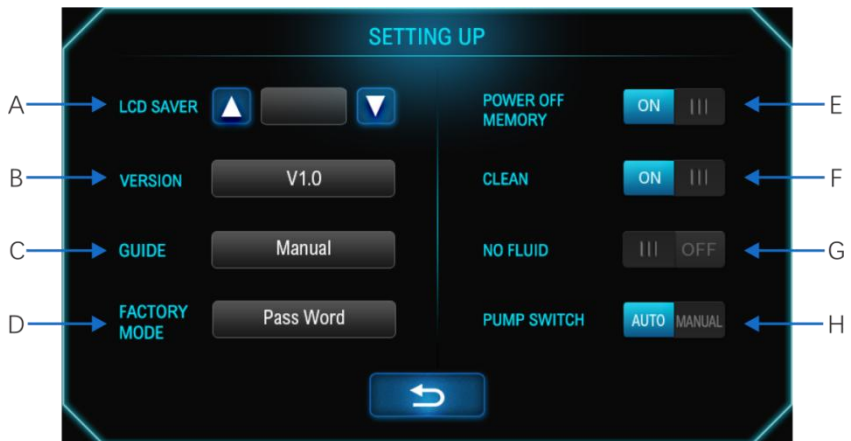 SETTING UP
A
LCD SAVER
B
VERSION
V1.0
C
GUIDE
Manual
D
FACTORY
MODE
Pass Word
POWER OFF
MEMORY
ON
E
CLEAN
ON
F
NO FLUID
OFF
G
PUMP SWITCH
AUTO
MANUAL
H